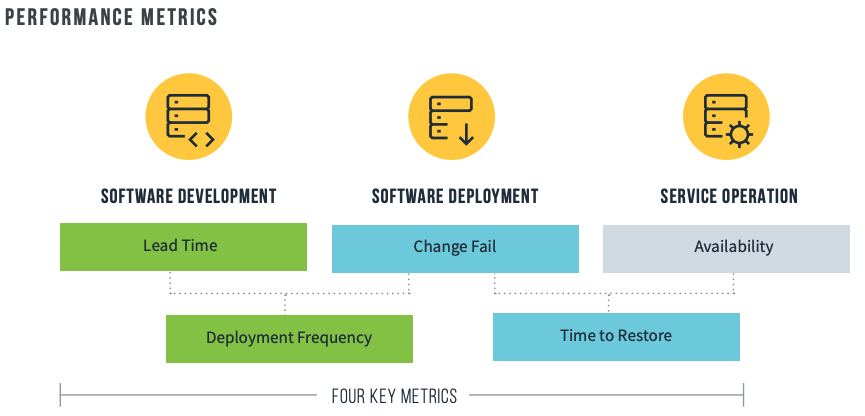 PERFORMANCE METRICS
SOFTWARE DEVELOPMENT
SOFTWARE DEPLOYMENT
SERVICE OPERATION
Lead Time
Change Fail
Availability
Deployment Frequency
Time to Restore
FOUR KEY METRICS